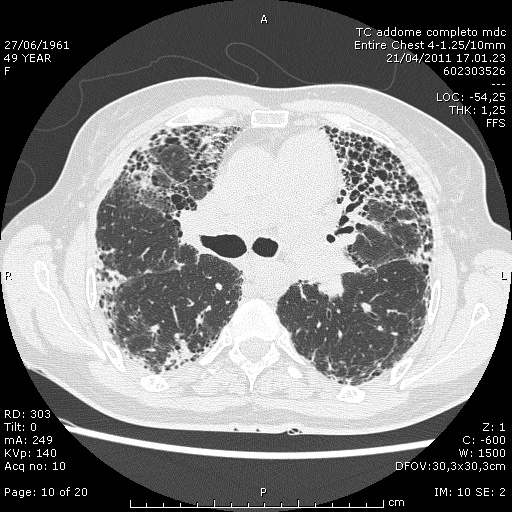 A
27/06/1961
49 YEAR
F
TC addome completo mdc
Entire Chest 4-1.25/10mm
21/04/2011 17.01.23
602303526
---
LOC: -54,25
THK: 1,25
FFS
R
L
RD: 303
Tilt: 0
mA: 249
KVp: 140
Acq no: 10
Page: 10 of 20
P
cm
Z: 1
C: -600
W: 1500
DFOV:30,3x30,3cm
IM: 10 SE: 2